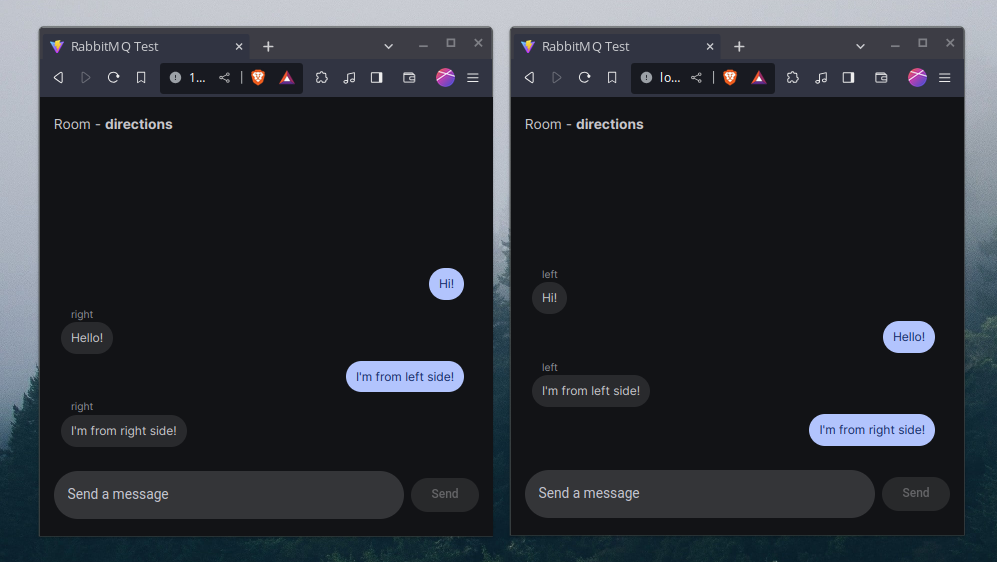 RabbitMQ Test
1...
Room - directions
Hi!
right
Hello!
I'm from left side!
right
I'm from right side!
Send a message
Send
RabbitMQ Test
lo...
Room - directions
left
Hi!
Hello!
left
I'm from left side!
I'm from right side!
Send a message
Send